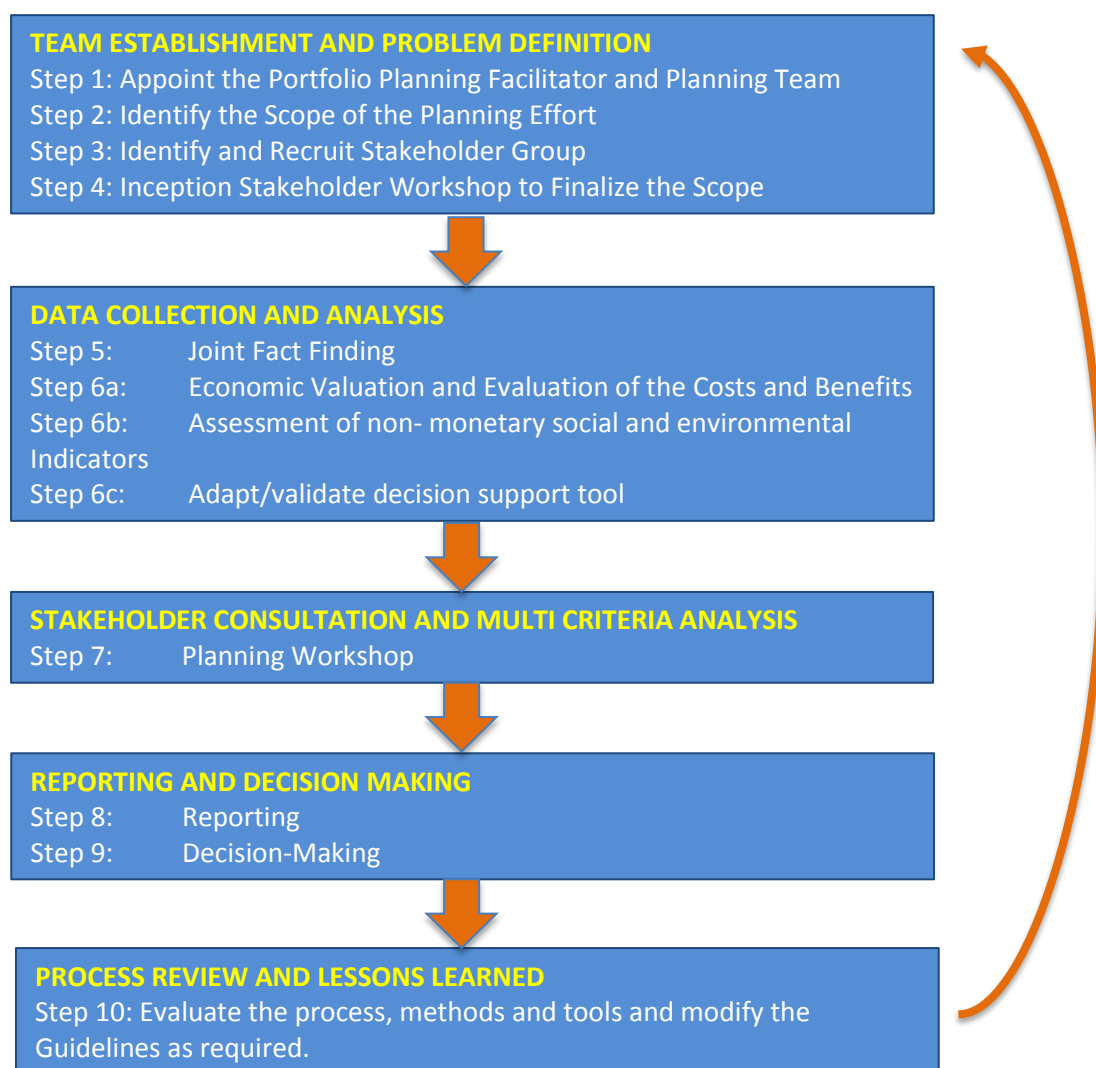 TEAM ESTABLISHMENT AND PROBLEM DEFINITION
Step 1: Appoint the Portfolio Planning Facilitator and Planning Team
Step 2: Identify the Scope of the Planning Effort
Step 3: Identify and Recruit Stakeholder Group
Step 4: Inception Stakeholder Workshop to Finalize the Scope
DATA COLLECTION AND ANALYSIS
Step 5: Joint Fact Finding
Step 6a: Economic Valuation and Evaluation of the Costs and Benefits
Step 6b: Assessment of non- monetary social and environmental
Indicators
Step 6c: Adapt/validate decision support tool
STAKEHOLDER CONSULTATION AND MULTI CRITERIA ANALYSIS
Step 7: Planning Workshop
REPORTING AND DECISION MAKING
Step 8: Reporting
Step 9: Decision-Making
PROCESS REVIEW AND LESSONS LEARNED
Step 10: Evaluate the process, methods and tools and modify the
Guidelines as required.